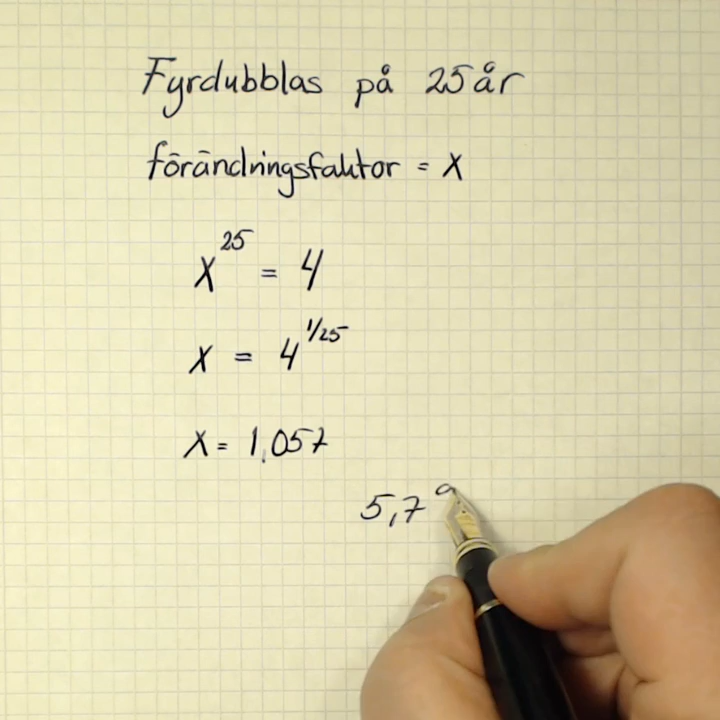 Fyrdubblas på 25 år
förändringsfaktor = x
x^25 = 4
x = 4^1/25
x = 1,057
5,7